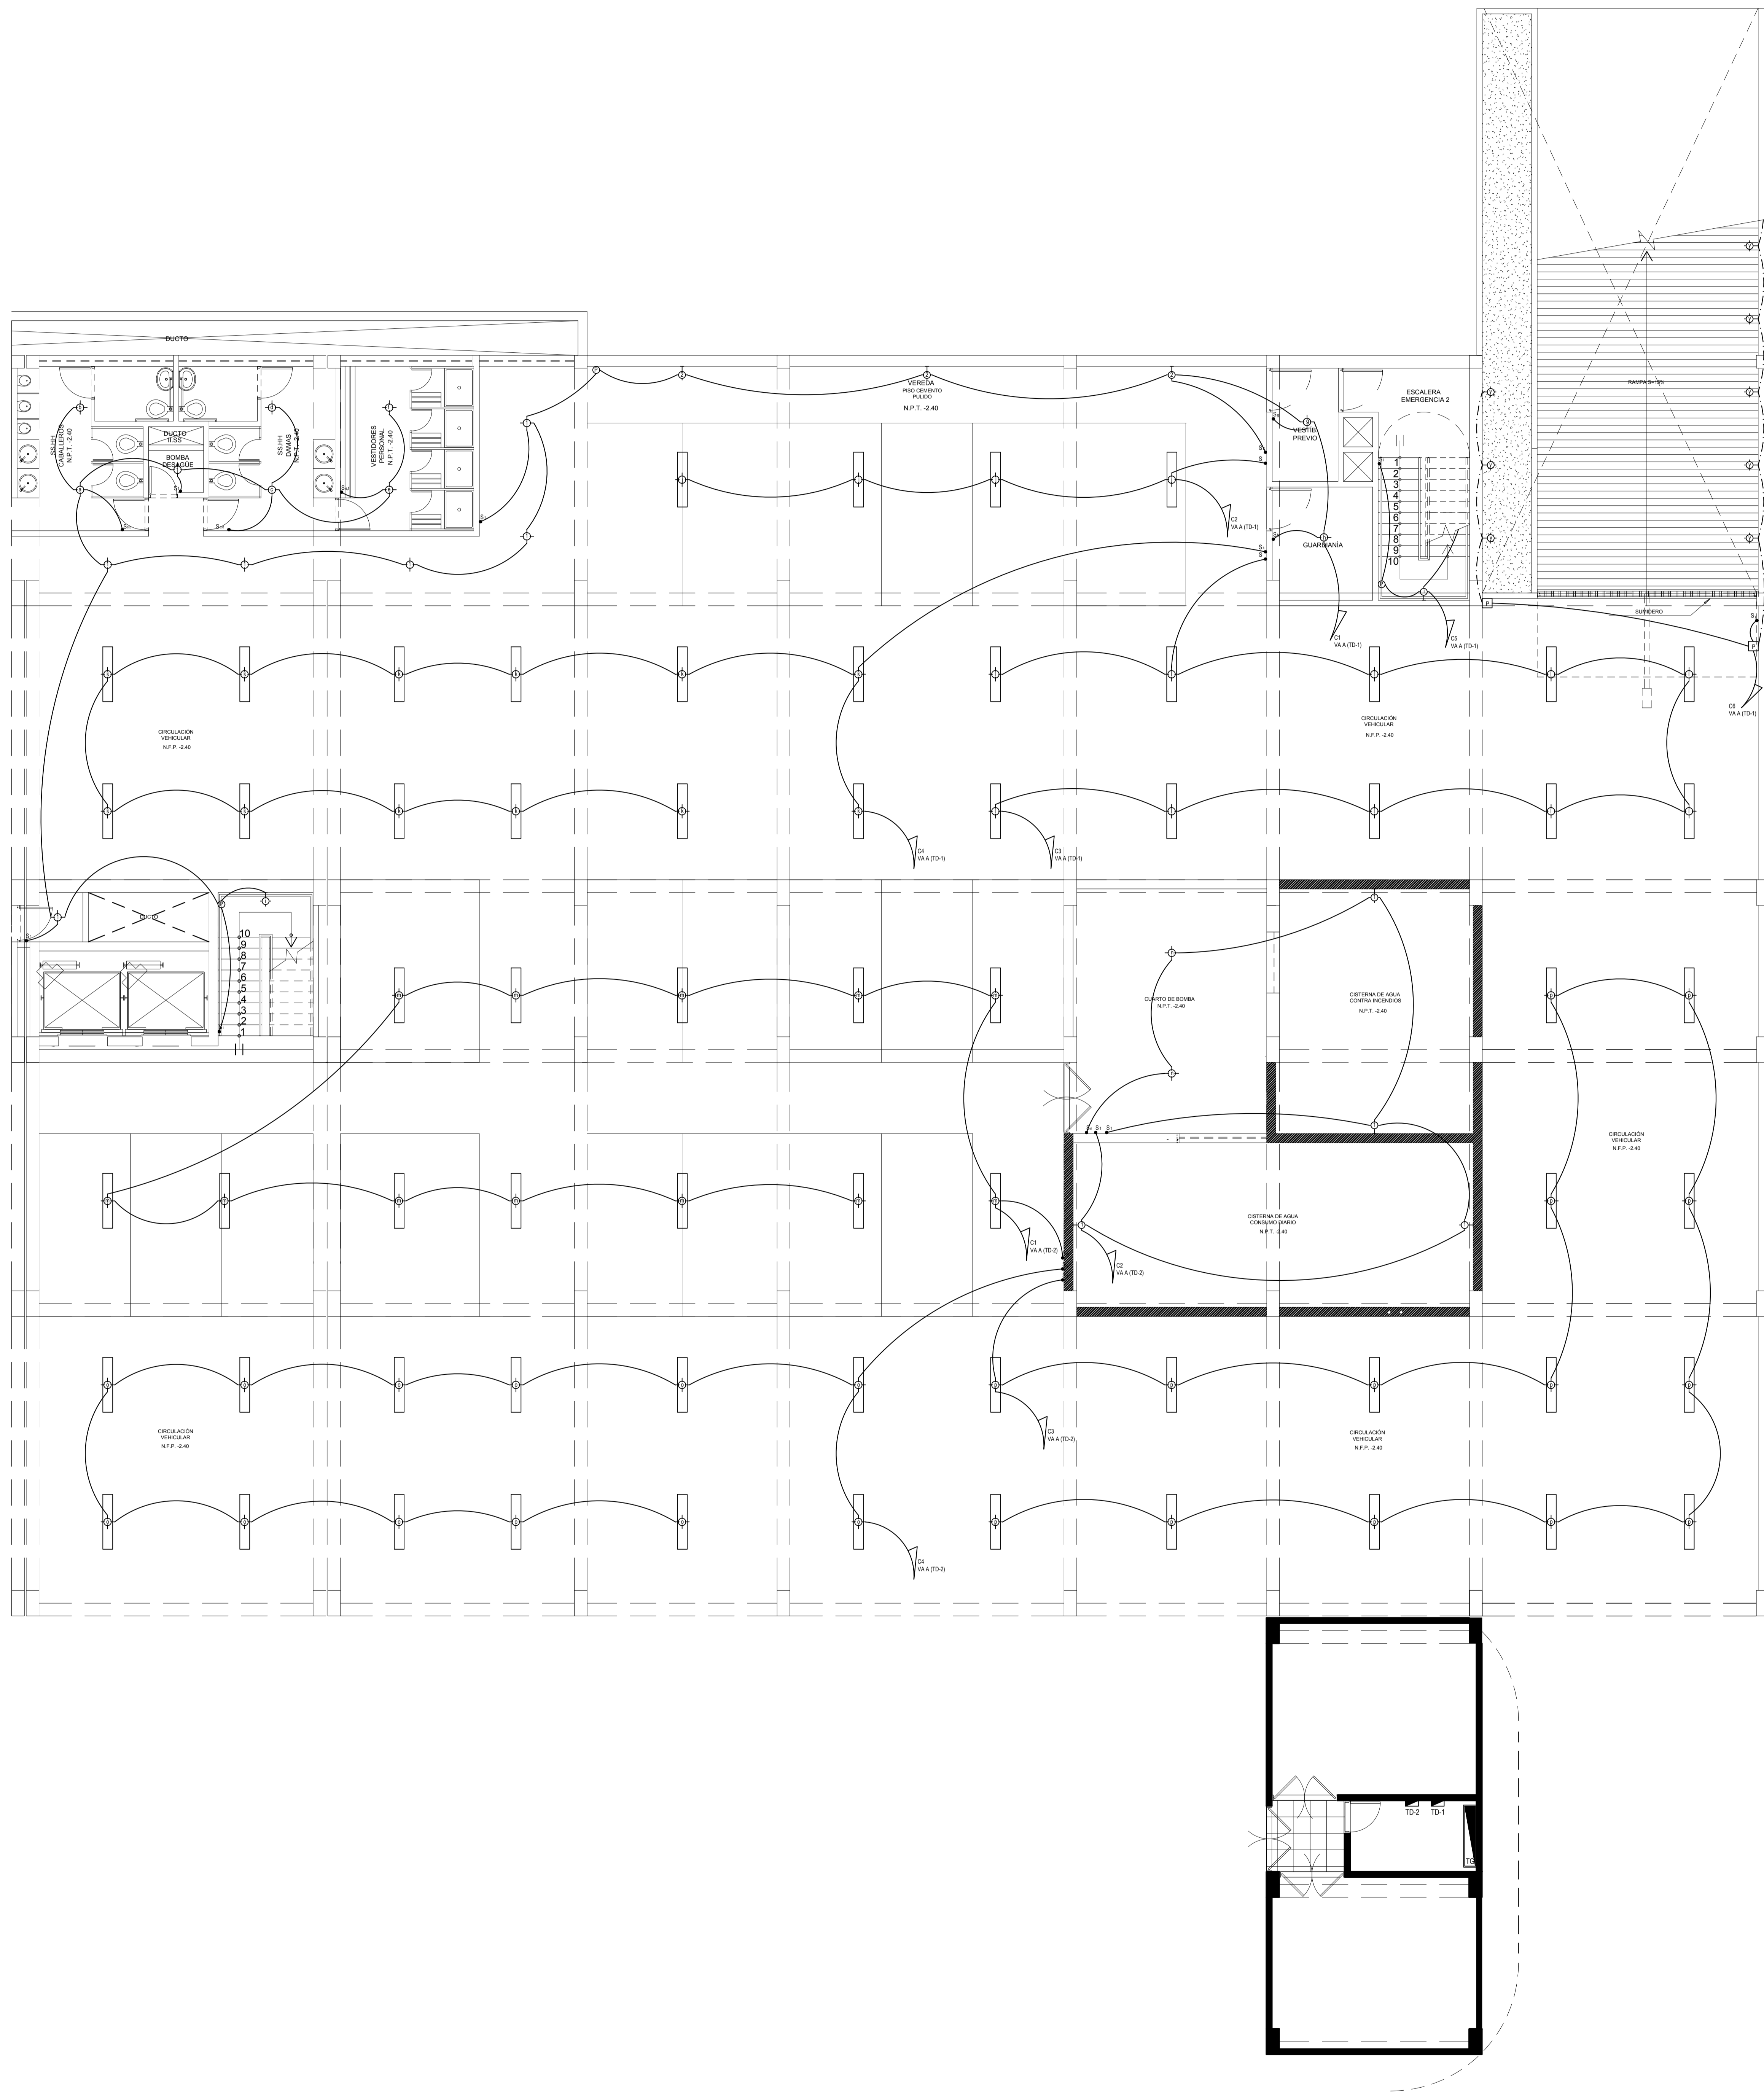 DUCTO
SS.HH
CABALLEROS
N.P.T. -2.40
DUCTO
II.SS
BOMBA
DESAGÜE
SS.HH
DAMAS
N.P.T. -2.40
VESTIDORES
PERSONAL
N.P.T. -2.40
VEREDA
PISO CEMENTO
PULIDO
N.P.T. -2.40
VESTIB.
PREVIO
ESCALERA
EMERGENCIA 2
1
2
3
4
5
6
7
8
9
10
GUARDIANÍA
RAMPA S=15%
SUMIDERO
P
P
C2
VA A (TD-1)
C1
VA A (TD-1)
C5
VA A (TD-1)
C6
VA A (TD-1)
CIRCULACIÓN
VEHICULAR
N.F.P. -2.40
CIRCULACIÓN
VEHICULAR
N.F.P. -2.40
C4
VA A (TD-1)
C3
VA A (TD-1)
DUCTO
10
9
8
7
6
5
4
3
2
1
CUARTO DE BOMBA
N.P.T. -2.40
CISTERNA DE AGUA
CONTRA INCENDIOS
N.P.T. -2.40
CIRCULACIÓN
VEHICULAR
N.F.P. -2.40
CISTERNA DE AGUA
CONSUMO DIARIO
N.P.T. -2.40
C1
VA A (TD-2)
C2
VA A (TD-2)
CIRCULACIÓN
VEHICULAR
N.F.P. -2.40
C3
VA A (TD-2)
CIRCULACIÓN
VEHICULAR
N.F.P. -2.40
C4
VA A (TD-2)
TD-2
TD-1
TG